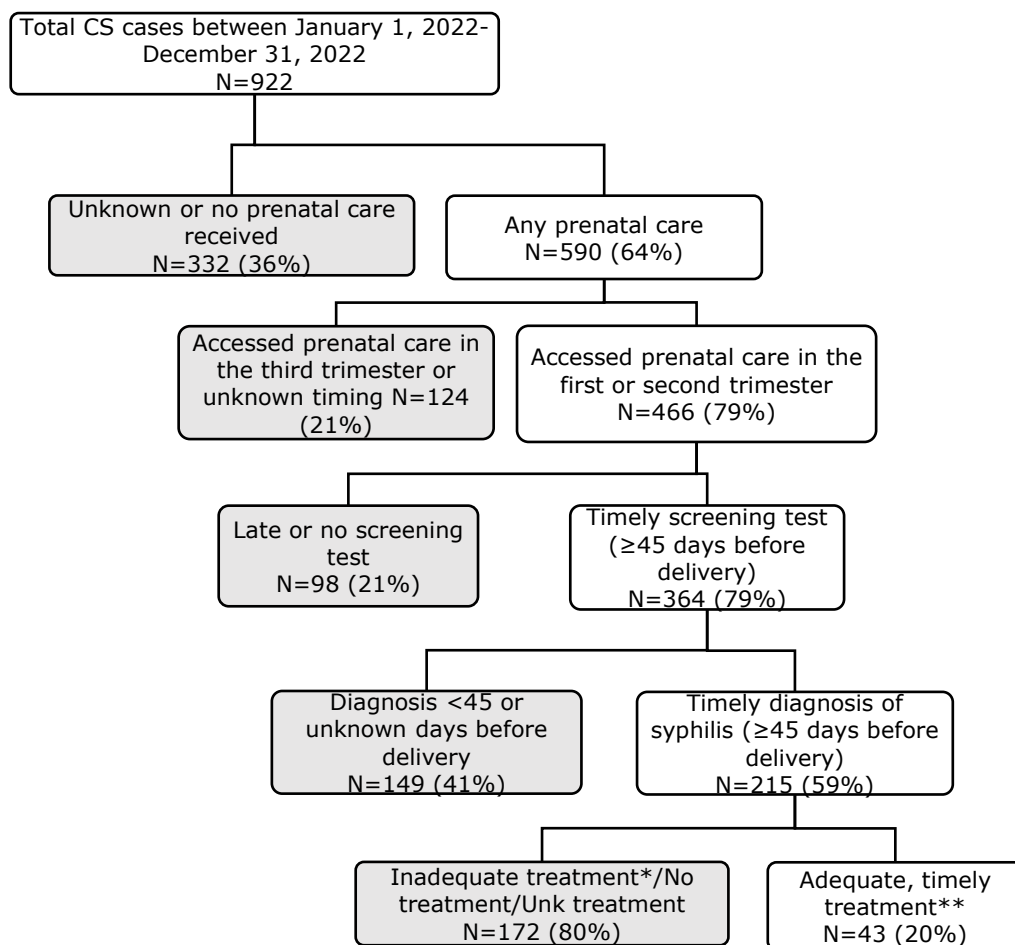 Total CS cases between January 1, 2022-
December 31, 2022
N=922
Unknown or no prenatal care
received
N=332 (36%)
Any prenatal care
N=590 (64%)
Accessed prenatal care in
the third trimester or
unknown timing N=124
(21%)
Accessed prenatal care in the
first or second trimester
N=466 (79%)
Late or no screening
test
N=98 (21%)
Timely screening test
(≥45 days before
delivery)
N=364 (79%)
Diagnosis <45 or
unknown days before
delivery
N=149 (41%)
Timely diagnosis of
syphilis (≥45 days before
delivery)
N=215 (59%)
Inadequate treatment*/No
treatment/Unk treatment
N=172 (80%)
Adequate, timely
treatment**
N=43 (20%)